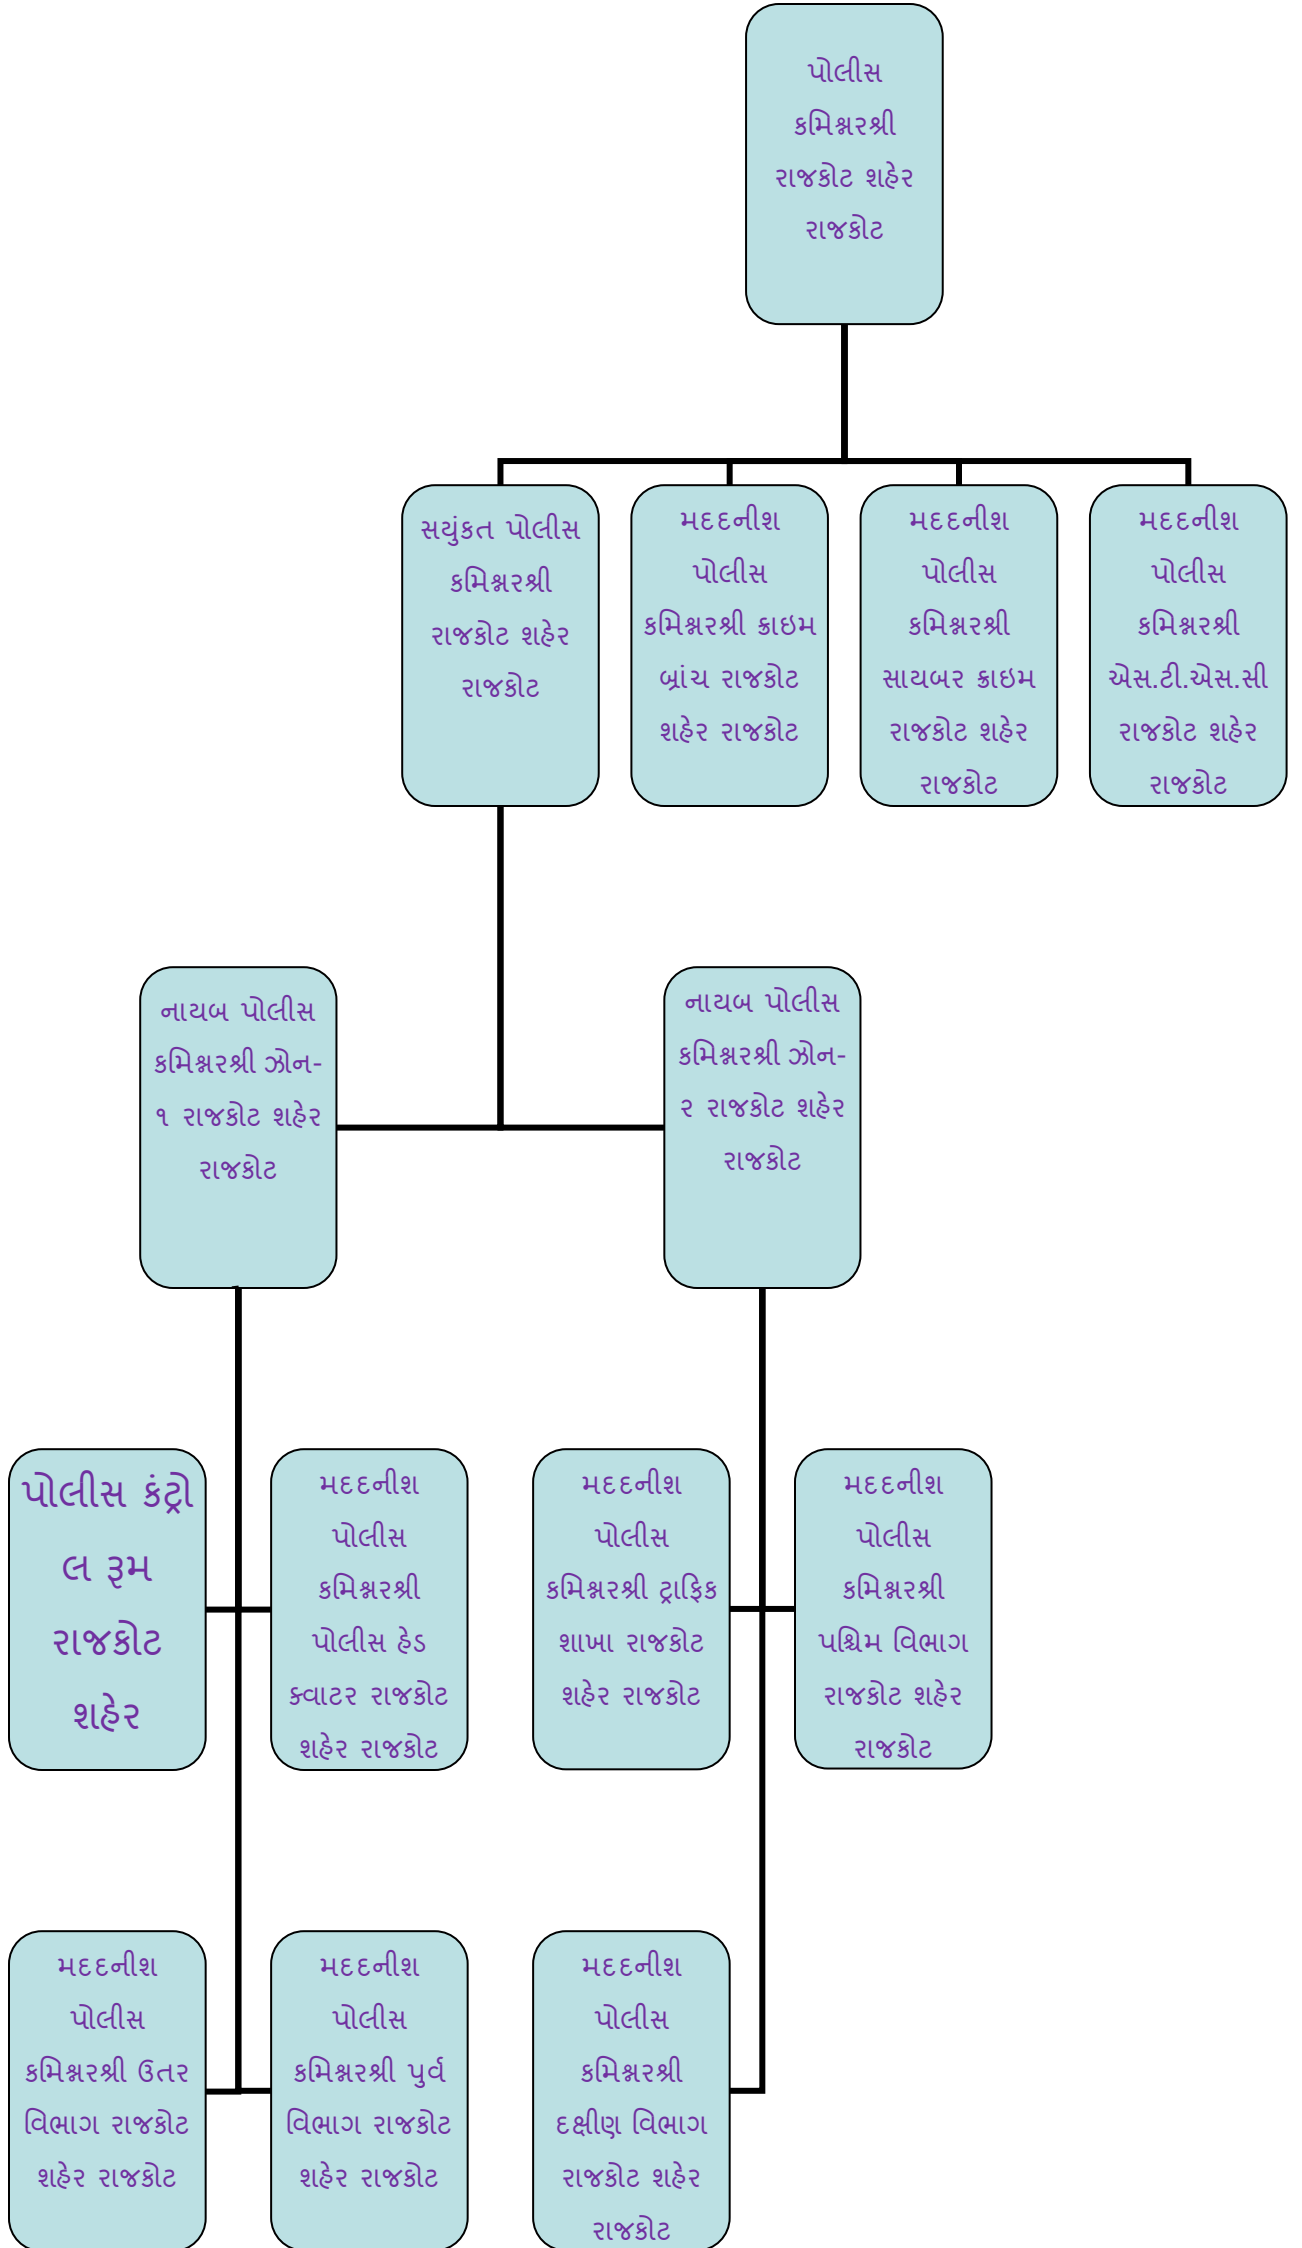 પોલીસ
કમિશ્નરશ્રી
રાજકોટ શહેર
રાજકોટ
સયુંકત પોલીસ
કમિશ્નરશ્રી
રાજકોટ શહેર
રાજકોટ
મદદનીશ
પોલીસ
કમિશ્નરશ્રી ક્રાઇમ
બ્રાંચ રાજકોટ
શહેર રાજકોટ
મદદનીશ
પોલીસ
કમિશ્નરશ્રી
સાયબર ક્રાઇમ
રાજકોટ શહેર
રાજકોટ
મદદનીશ
પોલીસ
કમિશ્નરશ્રી
એસ.ટી.એસ.સી
રાજકોટ શહેર
રાજકોટ
નાયબ પોલીસ
કમિશ્નરશ્રી ઝોન-
૧ રાજકોટ શહેર
રાજકોટ
નાયબ પોલીસ
કમિશ્નરશ્રી ઝોન-
૨ રાજકોટ શહેર
રાજકોટ
પોલીસ કંટ્રો
લ રૂમ
રાજકોટ
શહેર
મદદનીશ
પોલીસ
કમિશ્નરશ્રી
પોલીસ હેડ
ક્વાટર રાજકોટ
શહેર રાજકોટ
મદદનીશ
પોલીસ
કમિશ્નરશ્રી ટ્રાફિક
શાખા રાજકોટ
શહેર રાજકોટ
મદદનીશ
પોલીસ
કમિશ્નરશ્રી
પશ્ચિમ વિભાગ
રાજકોટ શહેર
રાજકોટ
મદદનીશ
પોલીસ
કમિશ્નરશ્રી ઉતર
વિભાગ રાજકોટ
શહેર રાજકોટ
મદદનીશ
પોલીસ
કમિશ્નરશ્રી પુર્વ
વિભાગ રાજકોટ
શહેર રાજકોટ
મદદનીશ
પોલીસ
કમિશ્નરશ્રી
દક્ષીણ વિભાગ
રાજકોટ શહેર
રાજકોટ